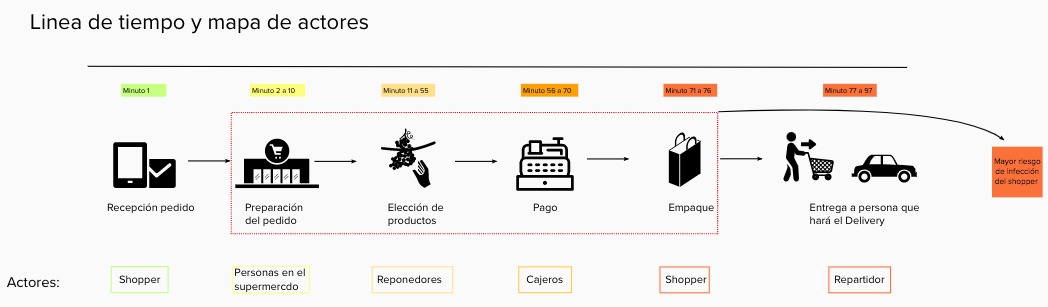 Linea de tiempo y mapa de actores
Minuto 1
Minuto 2 a 10
Minuto 11 a 55
Minuto 56 a 70
Minuto 71 a 76
Minuto 77 a 97
Mayor riesgo
de infección
del shopper
Recepción pedido
Preparación
del pedido
Elección de
productos
Pago
Empaque
Entrega a persona que
hará el Delivery
Actores:
Shopper
Personas en el
supermercdo
Reponedores
Cajeros
Shopper
Repartidor